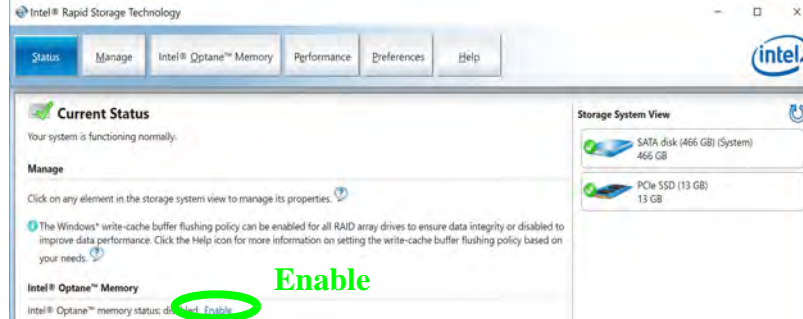 Intel® Rapid Storage Technology
Status
Manage
Intel® Optane™ Memory
Performance
Preferences
Help
intel
Current Status
Your system is functioning normally.
Manage
Click on any element in the storage system view to manage its properties.
The Windows* write-cache buffer flushing policy can be enabled for all RAID array drives to ensure data integrity or disabled to
improve data performance. Click the Help icon for more information on setting the write-cache buffer flushing policy based on
your needs.
Enable
Intel® Optane™ Memory
Intel® Optane™ memory status: disabled Enable
Storage System View
SATA disk (466 GB) (System)
466 GB
PCIe SSD (13 GB)
13 GB